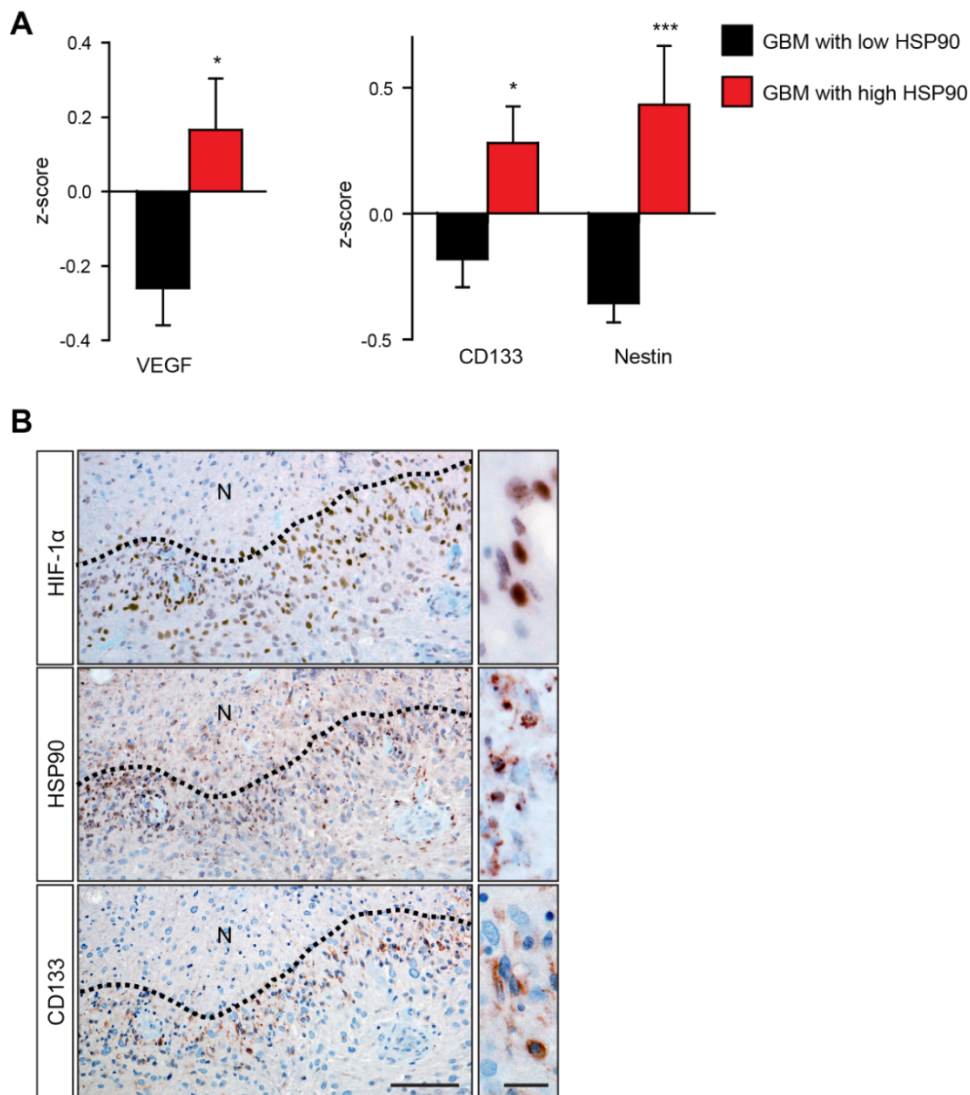 A
0.4
0.2
0.0
-0.2
-0.4
z-score
*
VEGF
0.5
0.0
-0.5
z-score
*
***
CD133 Nestin
GBM with low HSP90
GBM with high HSP90
B
HIF-1α
N
HSP90
N
CD133
N